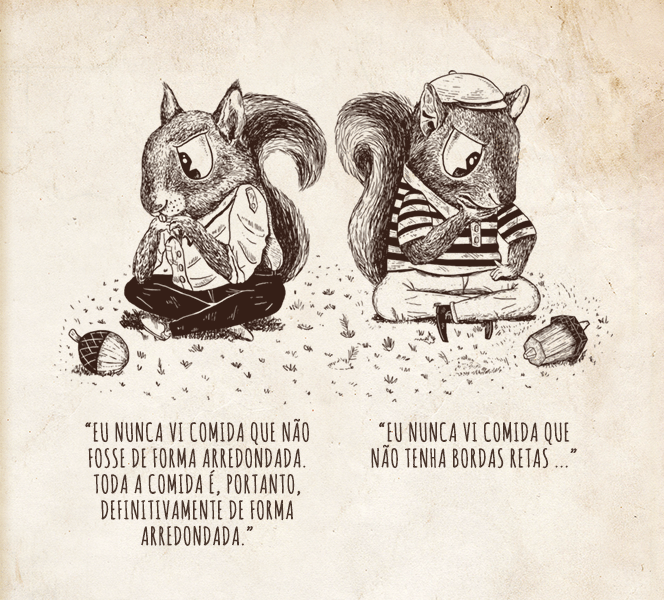 “EU NUNCA VI COMIDA QUE NÃO
FOSSE DE FORMA ARREDONDADA.
TODA A COMIDA É, PORTANTO,
DEFINITIVAMENTE DE FORMA
ARREDONDADA.”
“EU NUNCA VI COMIDA QUE
NÃO TENHA BORDAS RETAS ...”